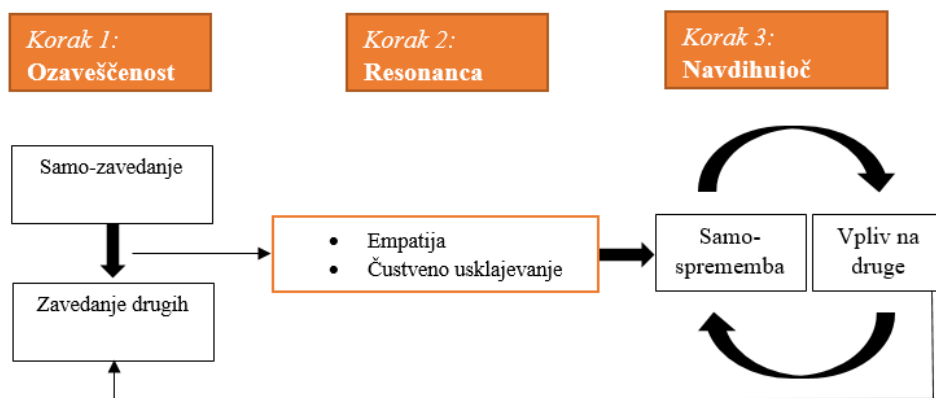 Korak 1:
Ozaveščenost
Korak 2:
Resonanca
Korak 3:
Navdihujoč
Samo-zavedanje
Zavedanje drugih
• Empatija
• Čustveno usklajevanje
Samo-
sprememba
Vpliv na
druge